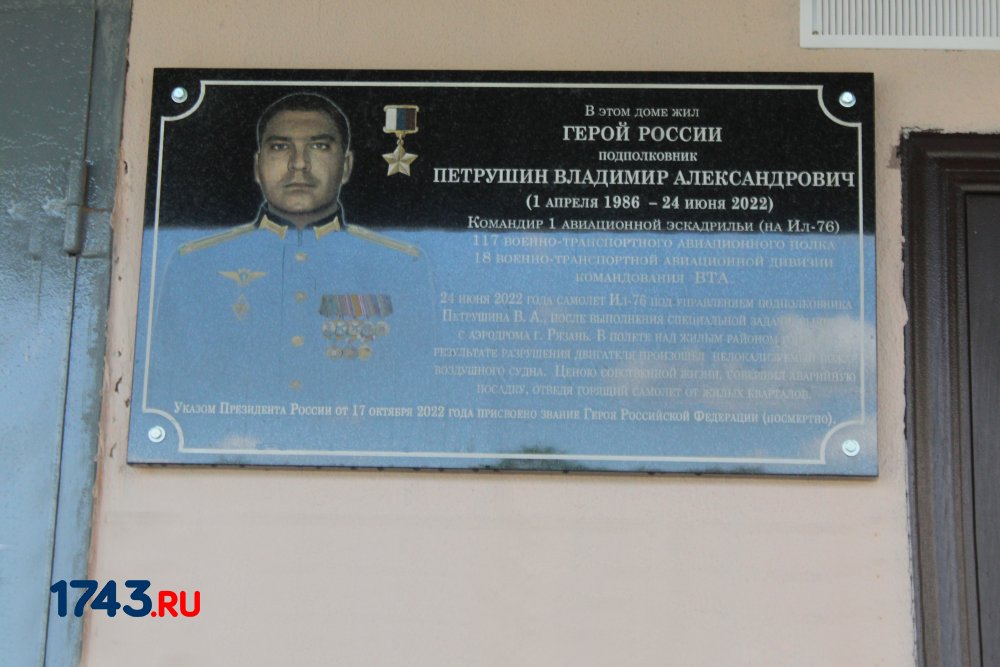 В этом доме жил
ГЕРОЙ РОССИИ
подполковник
ПЕТРУШИН ВЛАДИМИР АЛЕКСАНДРОВИЧ
(1 апреля 1986 – 24 июня 2022)
Командир 1 авиационной эскадрильи (на Ил-76)
117 военно-транспортного авиационного полка
18 военно-транспортной авиационной дивизии
командования ВТА.
24 июня 2022 года самолет Ил-76 под управлением подполковника
Петрушина В. А., после выполнения специальной задачи
с аэродрома г. Рязань. В полете над жилым районом
результате разрушения двигателя произошел нелокализуемый пожар
воздушного судна. Ценою собственной жизни, совершил аварийную
посадку, отведя горящий самолет от жилых кварталов.
Указом Президента России от 17 октября 2022 года присвоено звание Героя Российской Федерации (посмертно).
1743.RU